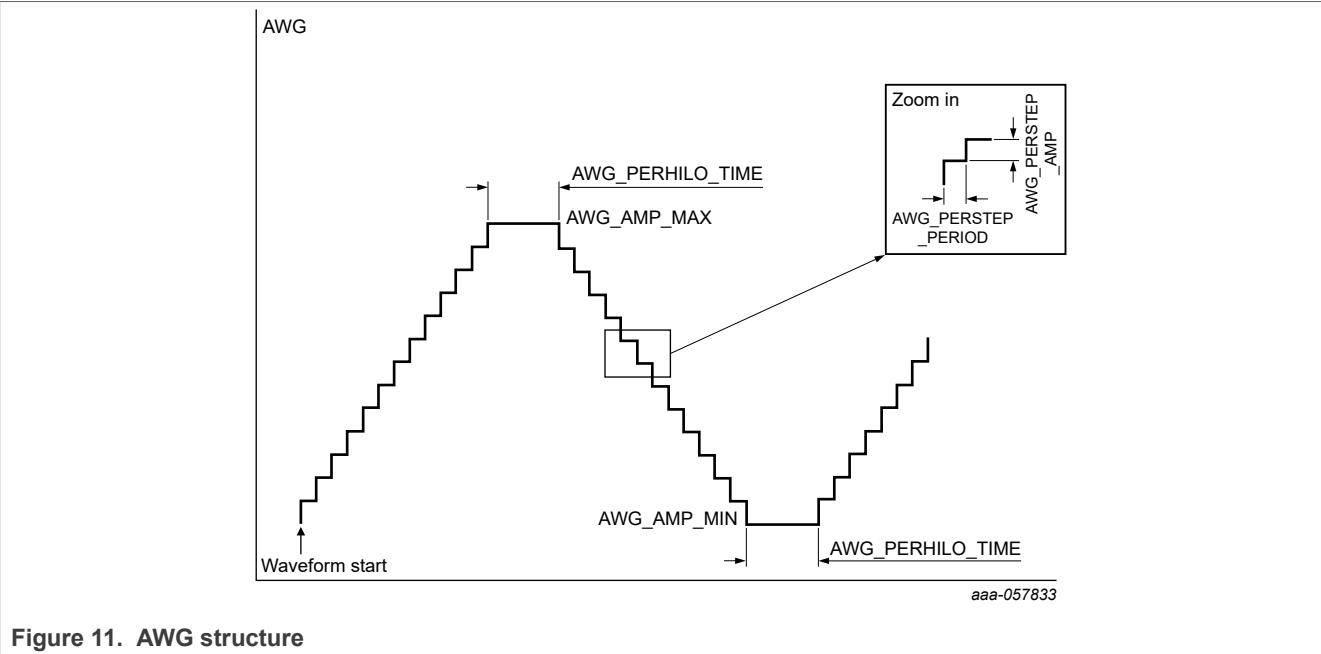 AWG
Zoom in
AWG_PERSTEP
_AMP
AWG_PERSTEP
_PERIOD
AWG_PERHILO_TIME
AWG_AMP_MAX
AWG_AMP_MIN
AWG_PERHILO_TIME
Waveform start
aaa-057833
Figure 11. AWG structure